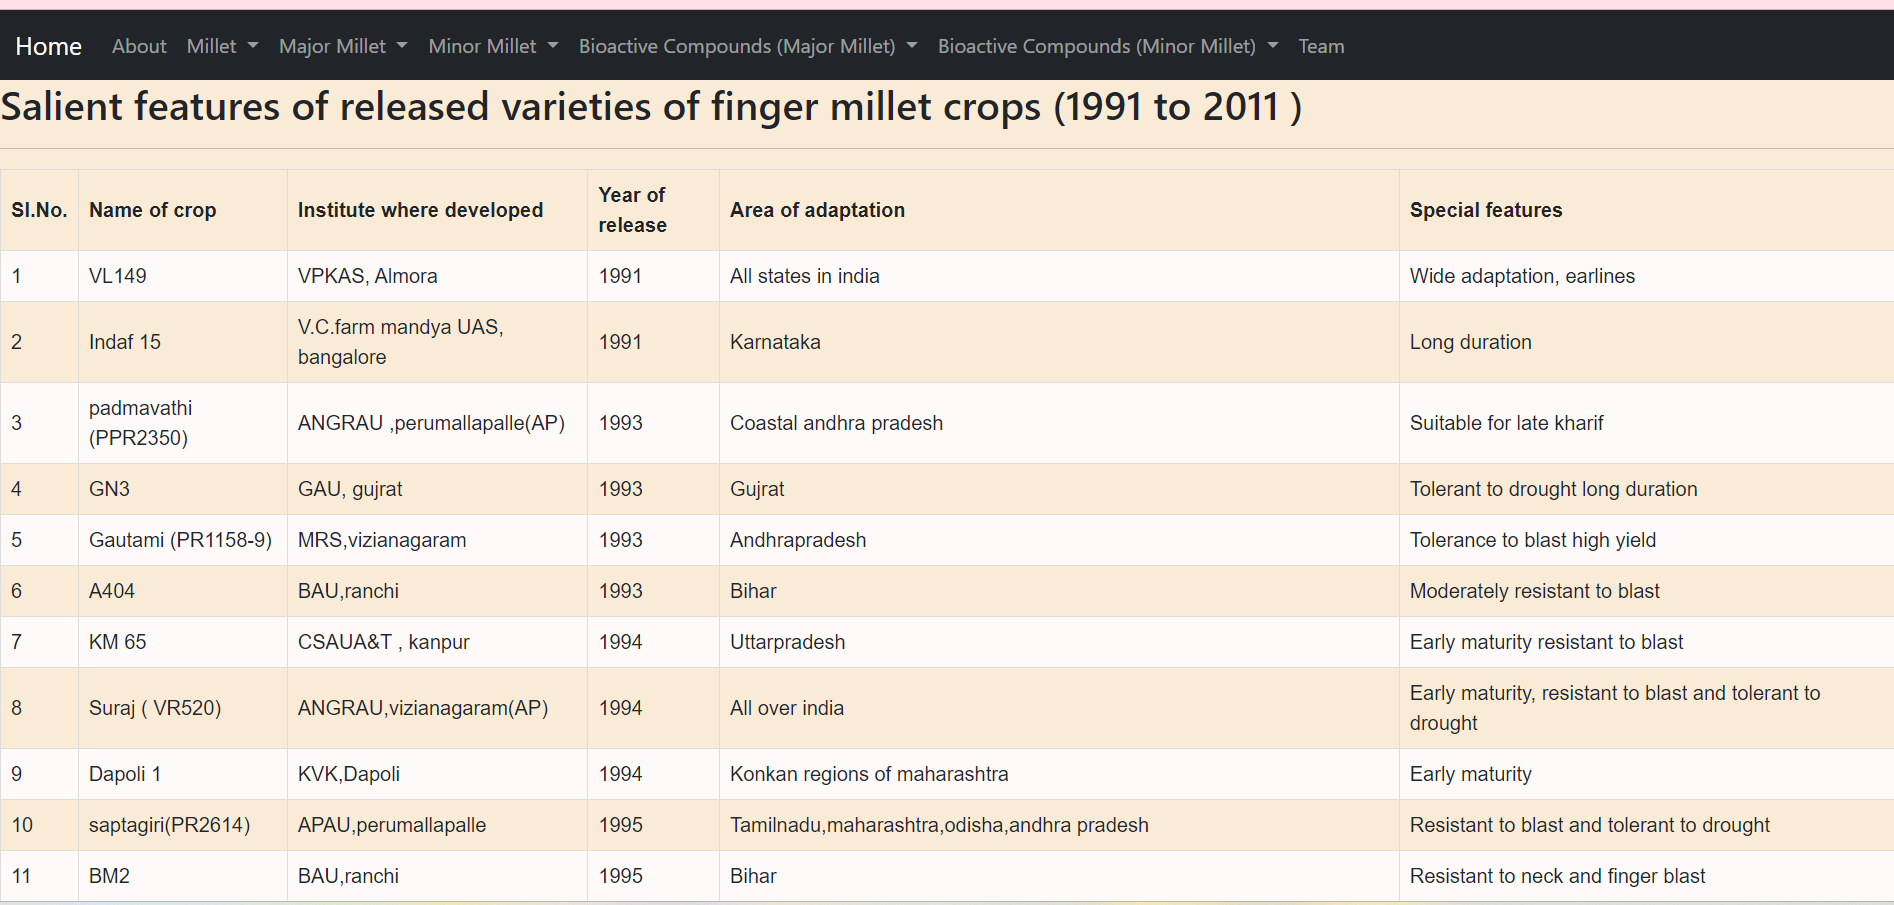 Home About Millet Major Millet Minor Millet Bioactive Compounds (Major Millet) Bioactive Compounds (Minor Millet) Team
Salient features of released varieties of finger millet crops (1991 to 2011 )
Sl.No. Name of crop Institute where developed Year of release Area of adaptation Special features
1 VL149 VPKAS, Almora 1991 All states in india Wide adaptation, earlines
2 Indaf 15 V.C.farm mandya UAS, bangalore 1991 Karnataka Long duration
3 padmavathi (PPR2350) ANGRAU ,perumallapalle(AP) 1993 Coastal andhra pradesh Suitable for late kharif
4 GN3 GAU, gujrat 1993 Gujrat Tolerant to drought long duration
5 Gautami (PR1158-9) MRS,vizianagaram 1993 Andhrapradesh Tolerance to blast high yield
6 A404 BAU,ranchi 1993 Bihar Moderately resistant to blast
7 KM 65 CSAUA&T , kanpur 1994 Uttarpradesh Early maturity resistant to blast
8 Suraj ( VR520) ANGRAU,vizianagaram(AP) 1994 All over india Early maturity, resistant to blast and tolerant to drought
9 Dapoli 1 KVK,Dapoli 1994 Konkan regions of maharashtra Early maturity
10 saptagiri(PR2614) APAU,perumallapalle 1995 Tamilnadu,maharashtra,odisha,andhra pradesh Resistant to blast and tolerant to drought
11 BM2 BAU,ranchi 1995 Bihar Resistant to neck and finger blast